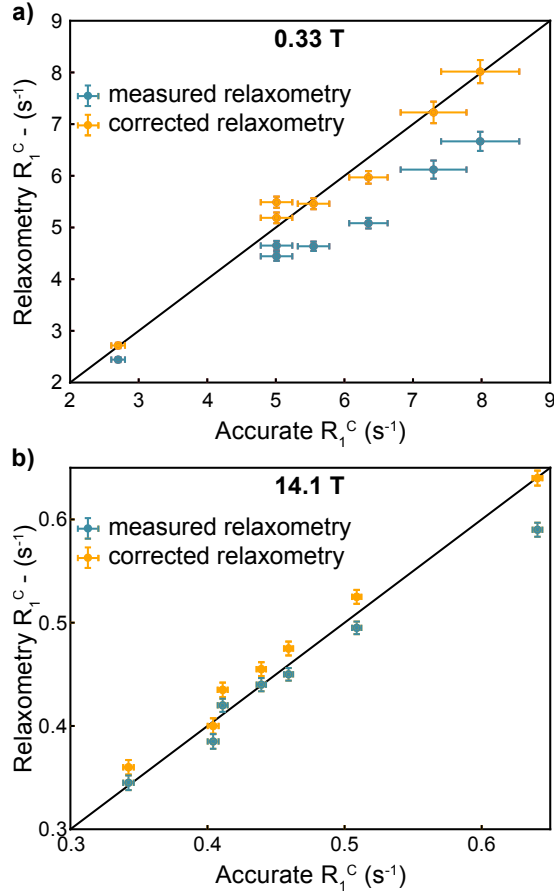 a)
0.33 T
measured relaxometry
corrected relaxometry
Relaxometry R₁ᶜ - (s⁻¹)
9
8
7
6
5
4
3
2
2 3 4 5 6 7 8 9
Accurate R₁ᶜ (s⁻¹)
b)
14.1 T
measured relaxometry
corrected relaxometry
Relaxometry R₁ᶜ - (s⁻¹)
0.6
0.5
0.4
0.3
0.3 0.4 0.5 0.6
Accurate R₁ᶜ (s⁻¹)